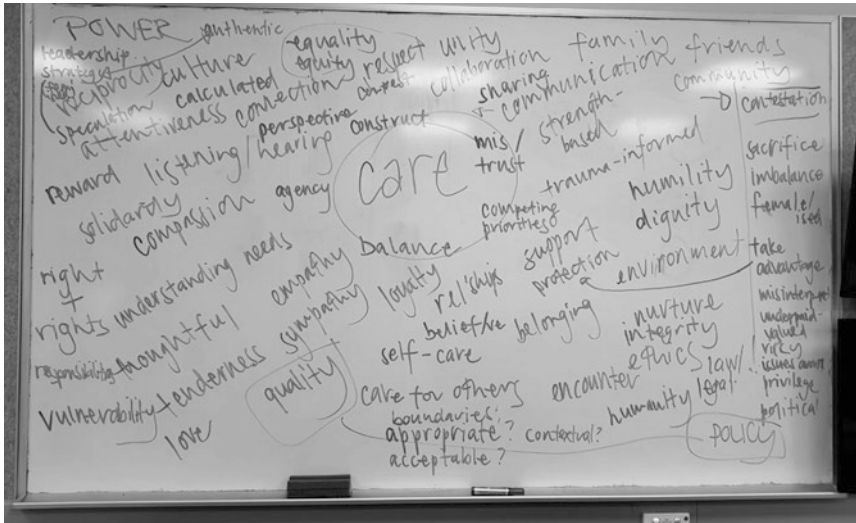 POWER
authentic
leadership
strategist
reciprocity
culture
equality
equity
respect
unity
collaboration
family
friends
speculation
calculated
connection
sharing
communication
community
attentiveness
perspective
construct
contestation
reward
listening/hearing
care
mis/
trust
strength-
based
sacrifice
solidarity
compassion
agency
trauma-informed
humility
imbalance
competing
priorities
dignity
female/
ised
balance
right
+
rights
understanding needs
empathy
support
protection
environment
take
advantage
thoughtful
sympathy
loyalty
rel'ships
belief/ve
belonging
nurture
integrity
misinterpret
underpaid-
valued
responsibility
tenderness
self-care
ethics
law/
legal
risky
privilege
political
vulnerability
quality
care for others
encounter
humanity
love
boundaries:
appropriate?
contextual?
acceptable?
POLICY